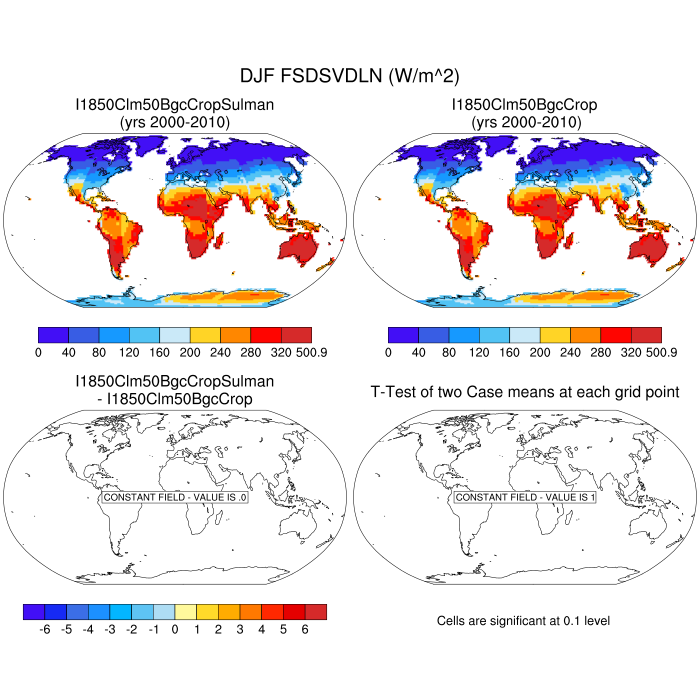 DJF FSDSVDLN (W/m^2)
I1850Clm50BgcCropSulman
(yrs 2000-2010)
I1850Clm50BgcCrop
(yrs 2000-2010)
0 40 80 120 160 200 240 280 320 500.9
0 40 80 120 160 200 240 280 320 500.9
I1850Clm50BgcCropSulman
- I1850Clm50BgcCrop
T-Test of two Case means at each grid point
CONSTANT FIELD - VALUE IS .0
CONSTANT FIELD - VALUE IS 1
-6 -5 -4 -3 -2 -1 0 1 2 3 4 5 6
Cells are significant at 0.1 level